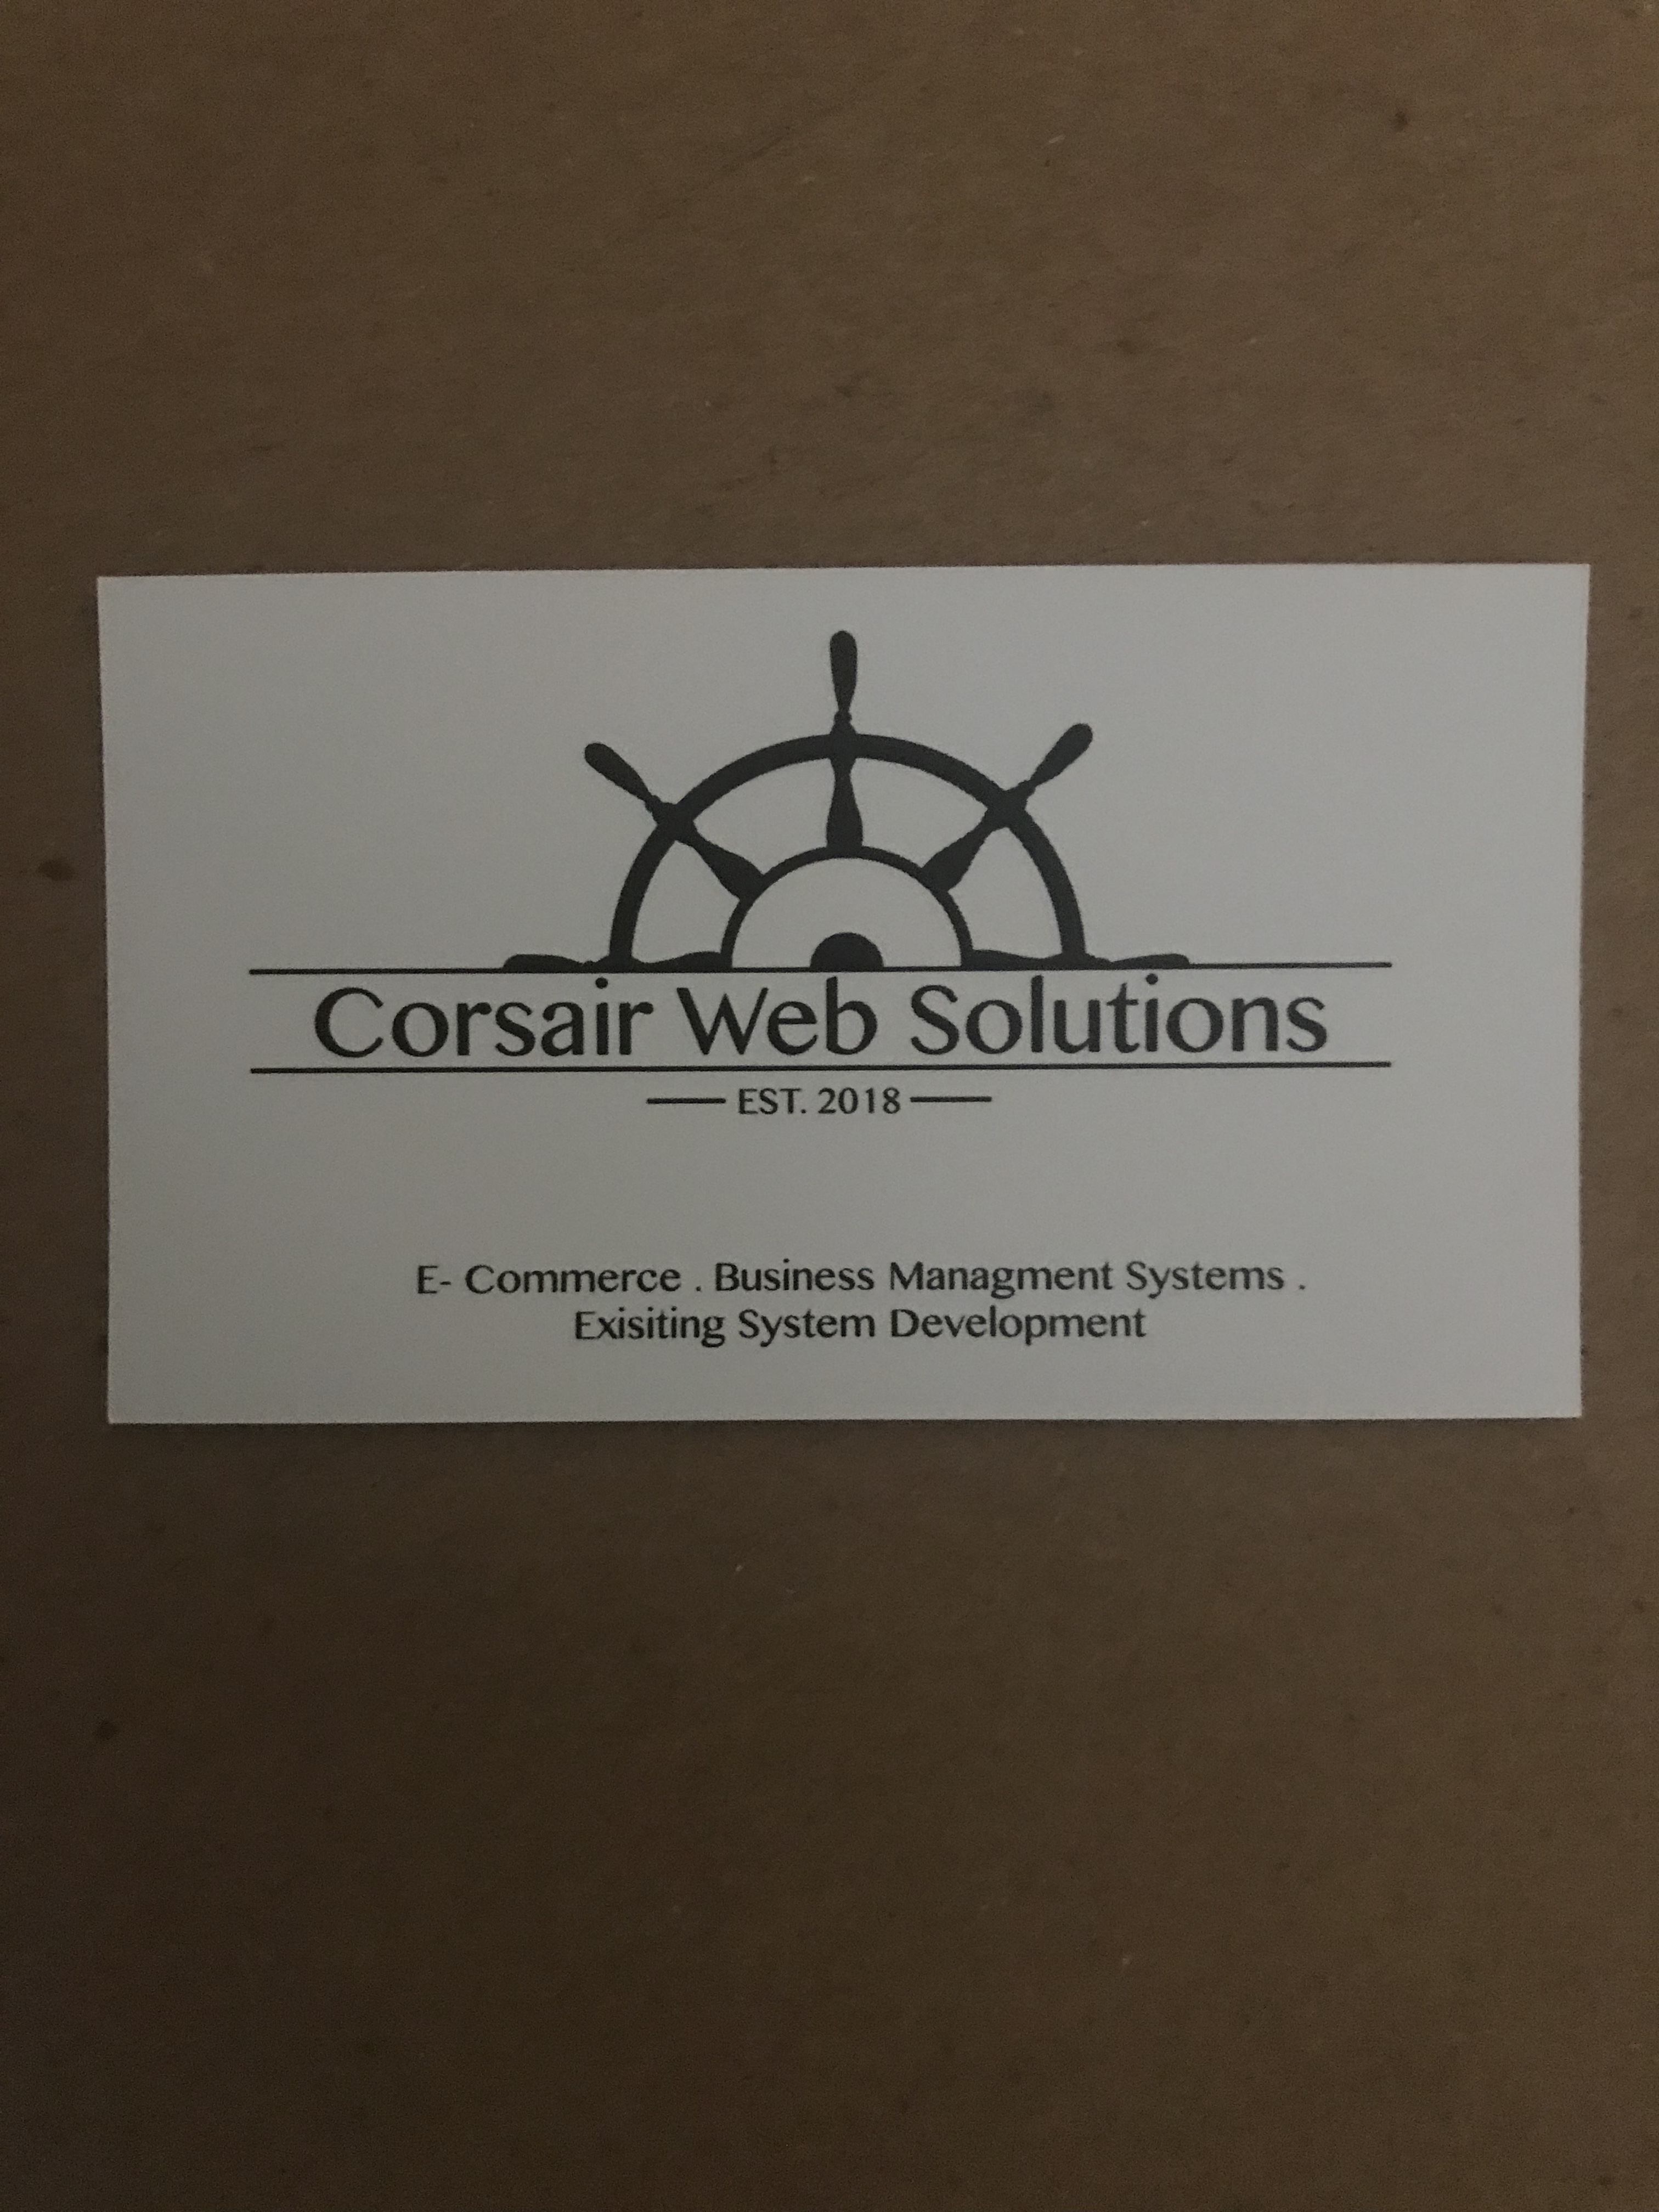 Corsair Web Solutions
EST. 2018
E- Commerce . Business Managment Systems .
Exisiting System Development